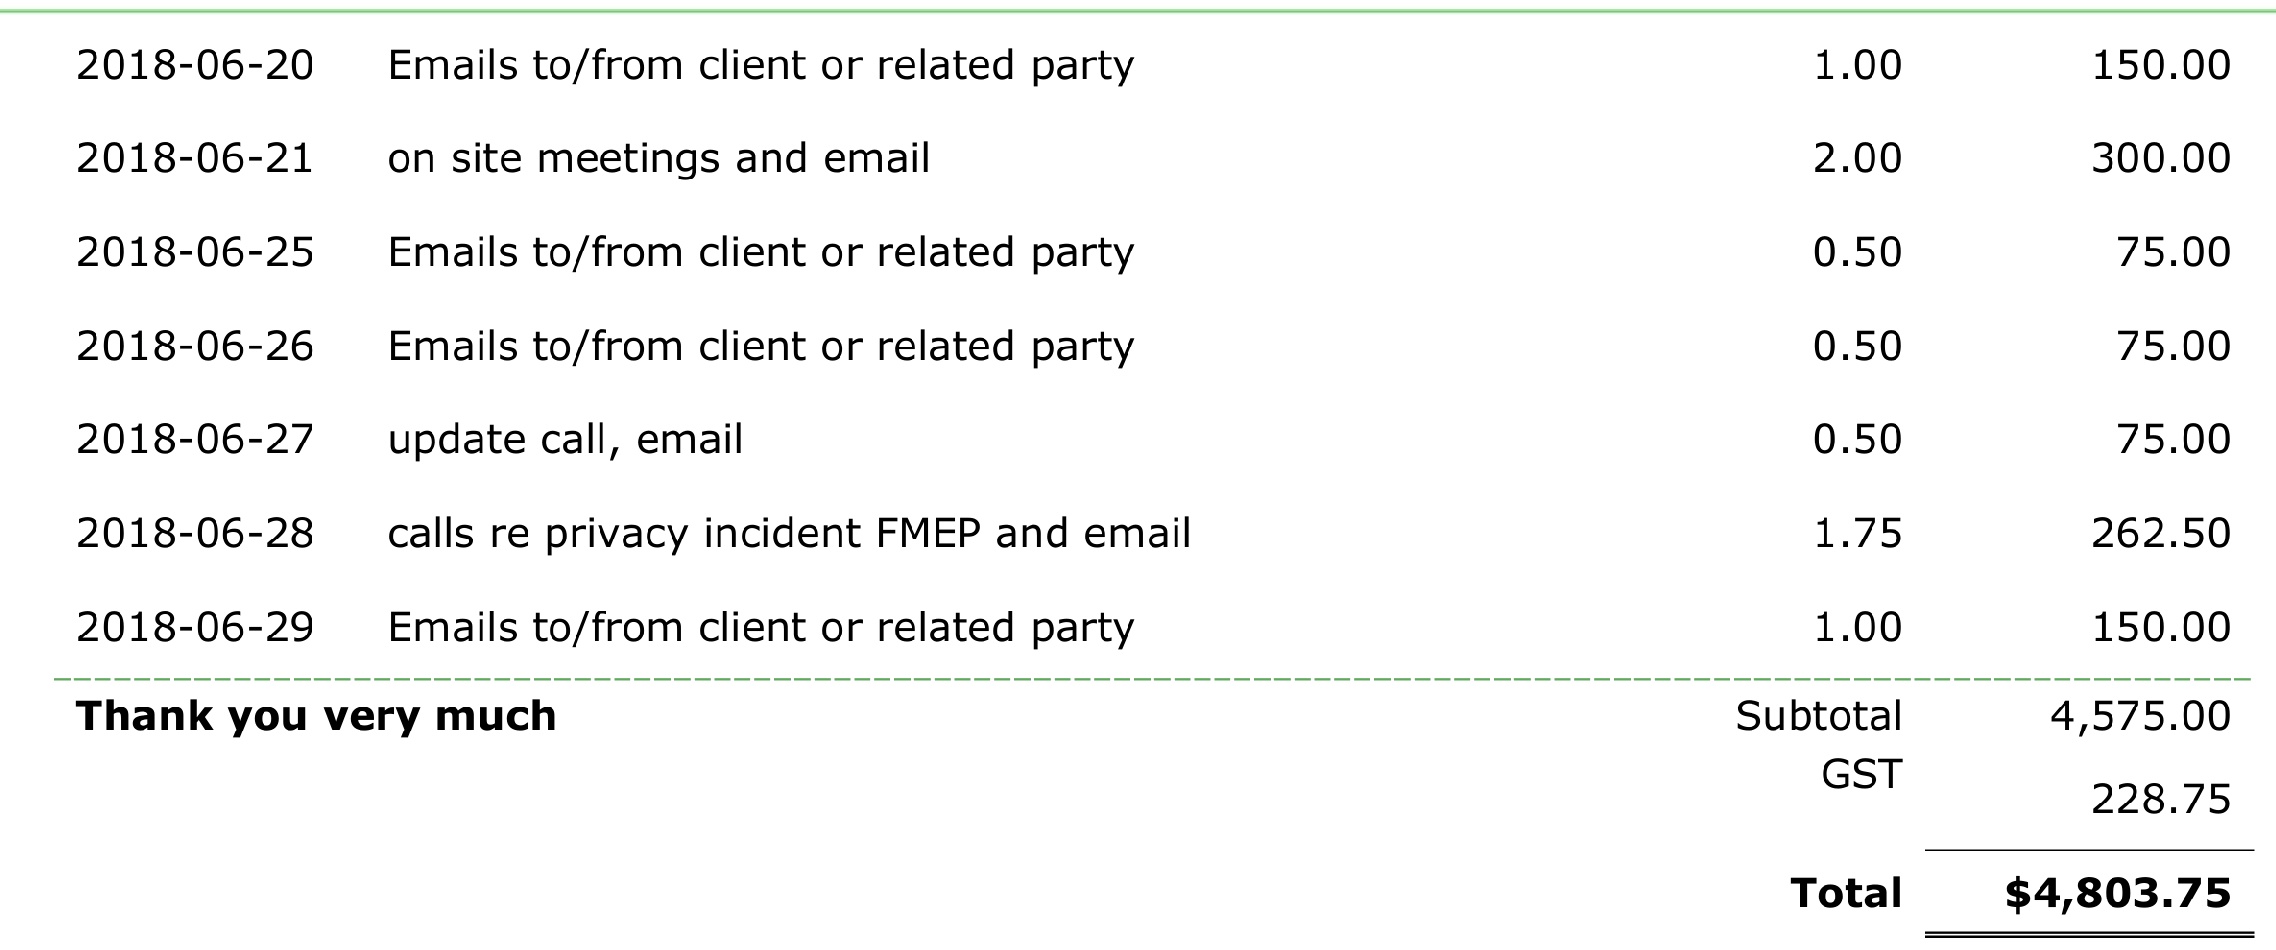 2018-06-20 Emails to/from client or related party 1.00 150.00
2018-06-21 on site meetings and email 2.00 300.00
2018-06-25 Emails to/from client or related party 0.50 75.00
2018-06-26 Emails to/from client or related party 0.50 75.00
2018-06-27 update call, email 0.50 75.00
2018-06-28 calls re privacy incident FMEP and email 1.75 262.50
2018-06-29 Emails to/from client or related party 1.00 150.00
Thank you very much Subtotal 4,575.00
GST 228.75
Total $4,803.75